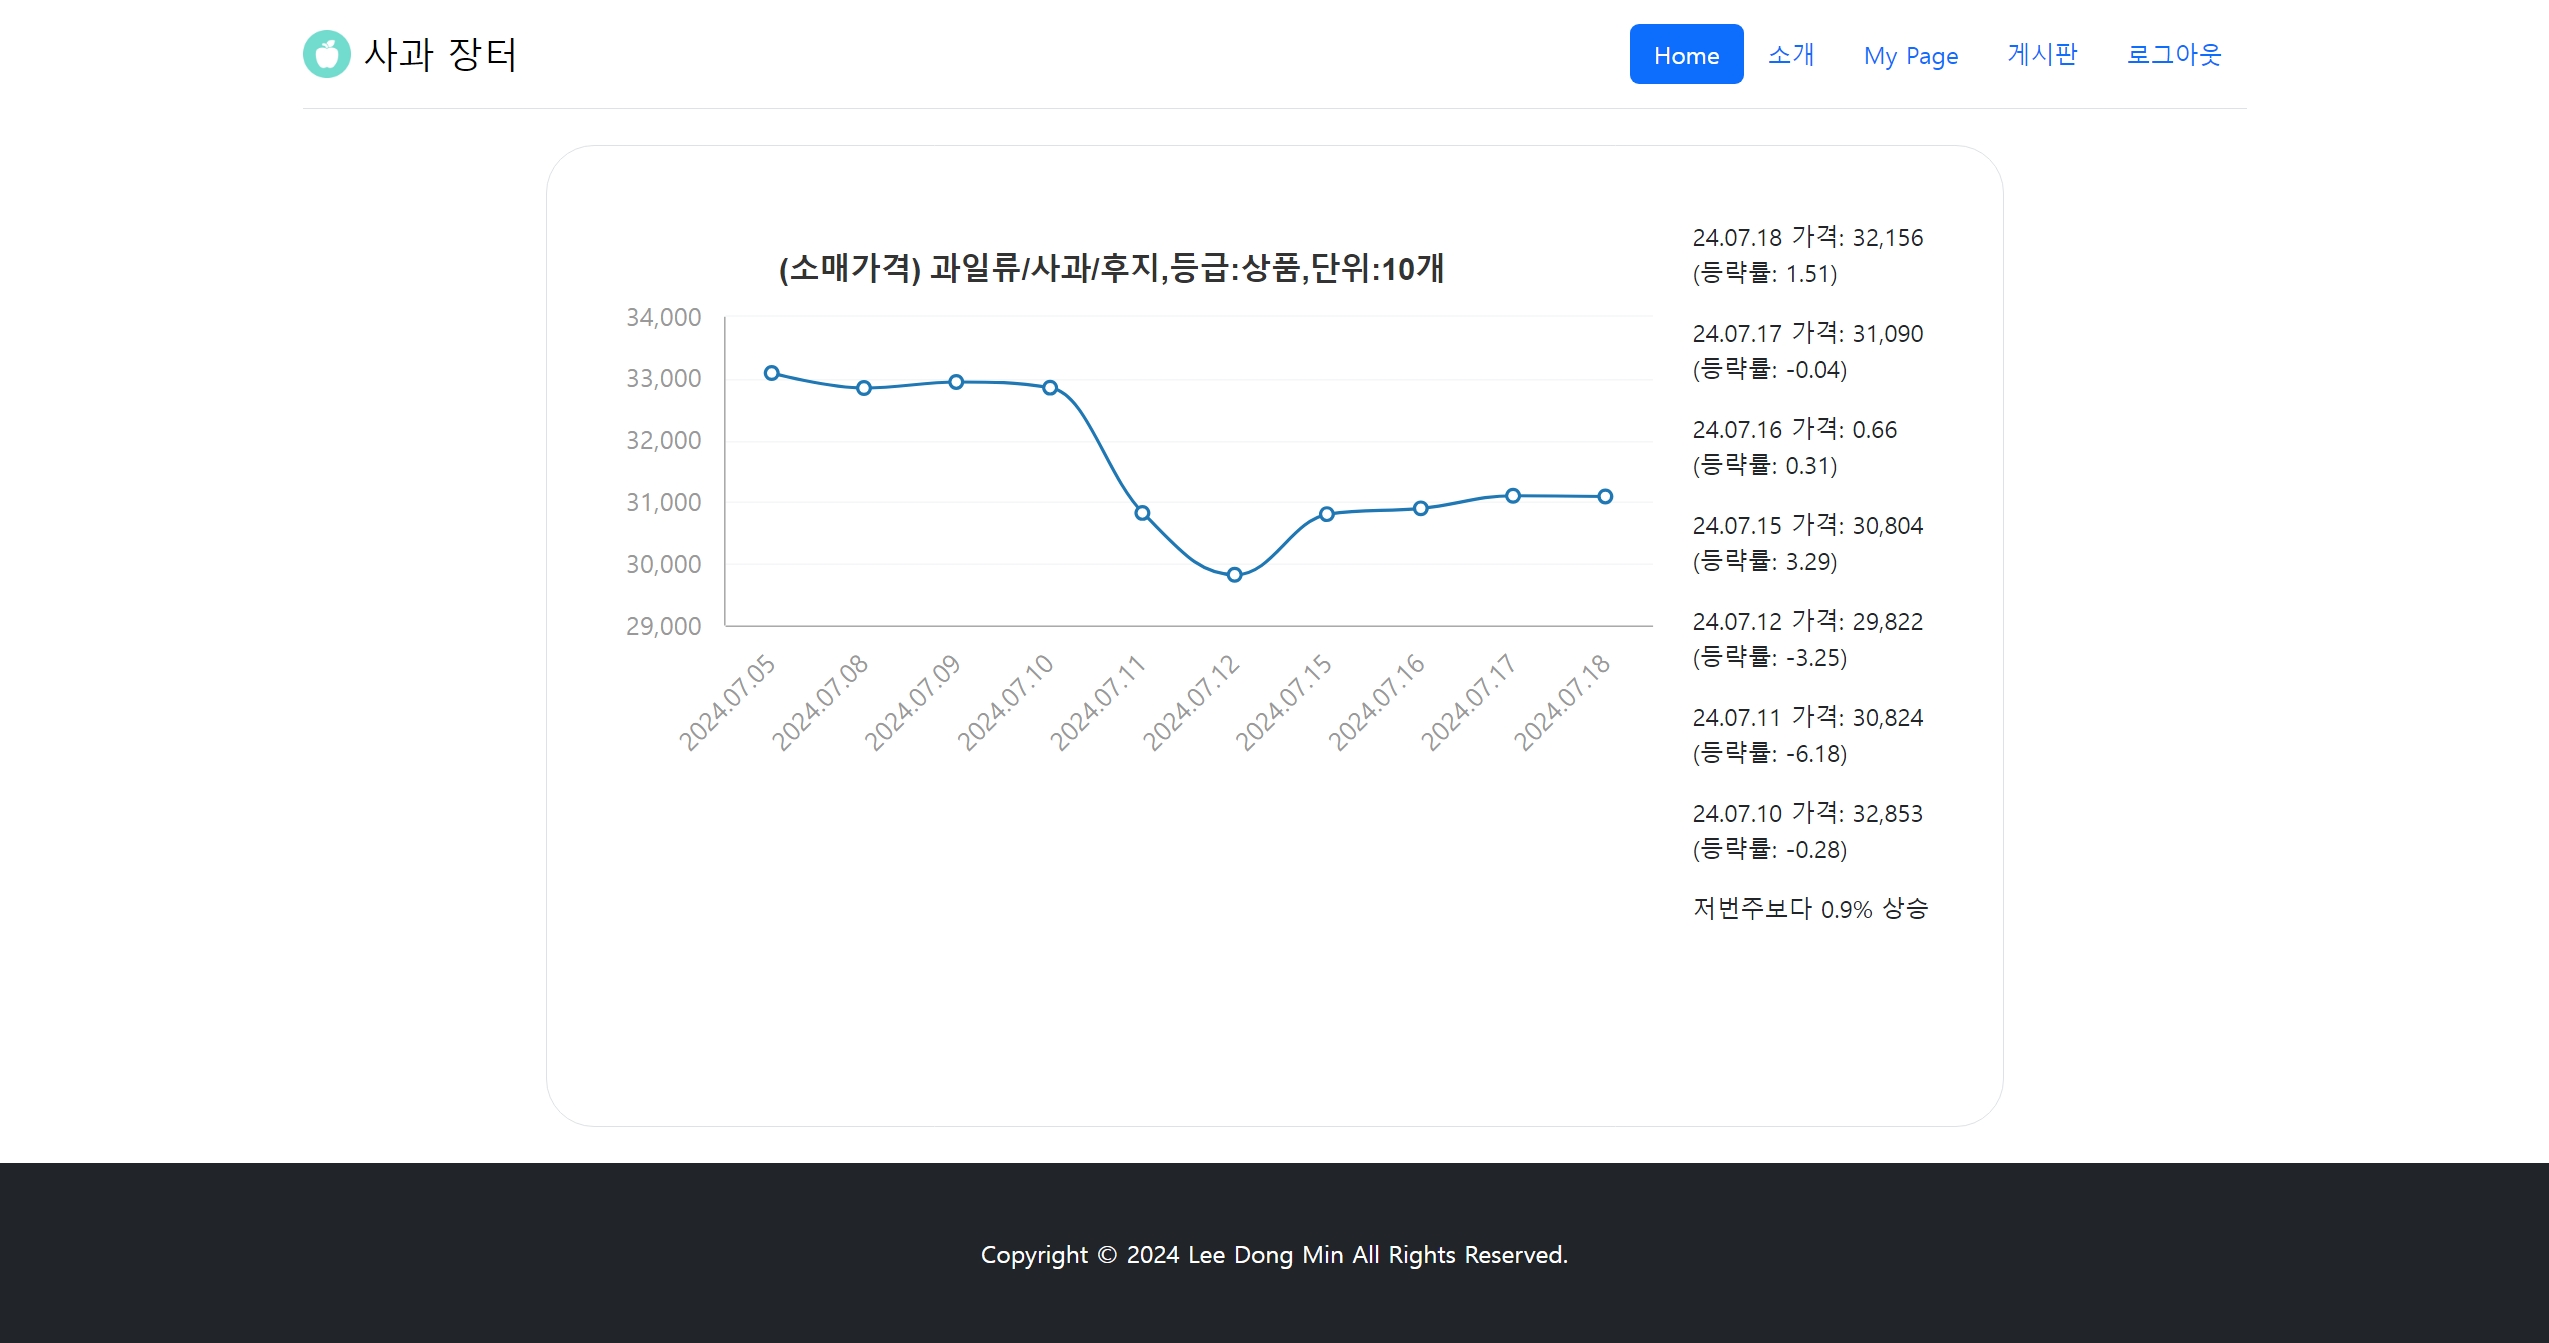 사과 장터
Home 소개 My Page 게시판 로그아웃
(소매가격) 과일류/사과/후지,등급:상품,단위:10개
34,000
33,000
32,000
31,000
30,000
29,000
2024.07.05
2024.07.08
2024.07.09
2024.07.10
2024.07.11
2024.07.12
2024.07.15
2024.07.16
2024.07.17
2024.07.18
24.07.18 가격: 32,156
(등략률: 1.51)
24.07.17 가격: 31,090
(등략률: -0.04)
24.07.16 가격: 0.66
(등략률: 0.31)
24.07.15 가격: 30,804
(등략률: 3.29)
24.07.12 가격: 29,822
(등략률: -3.25)
24.07.11 가격: 30,824
(등략률: -6.18)
24.07.10 가격: 32,853
(등략률: -0.28)
저번주보다 0.9% 상승
Copyright © 2024 Lee Dong Min All Rights Reserved.